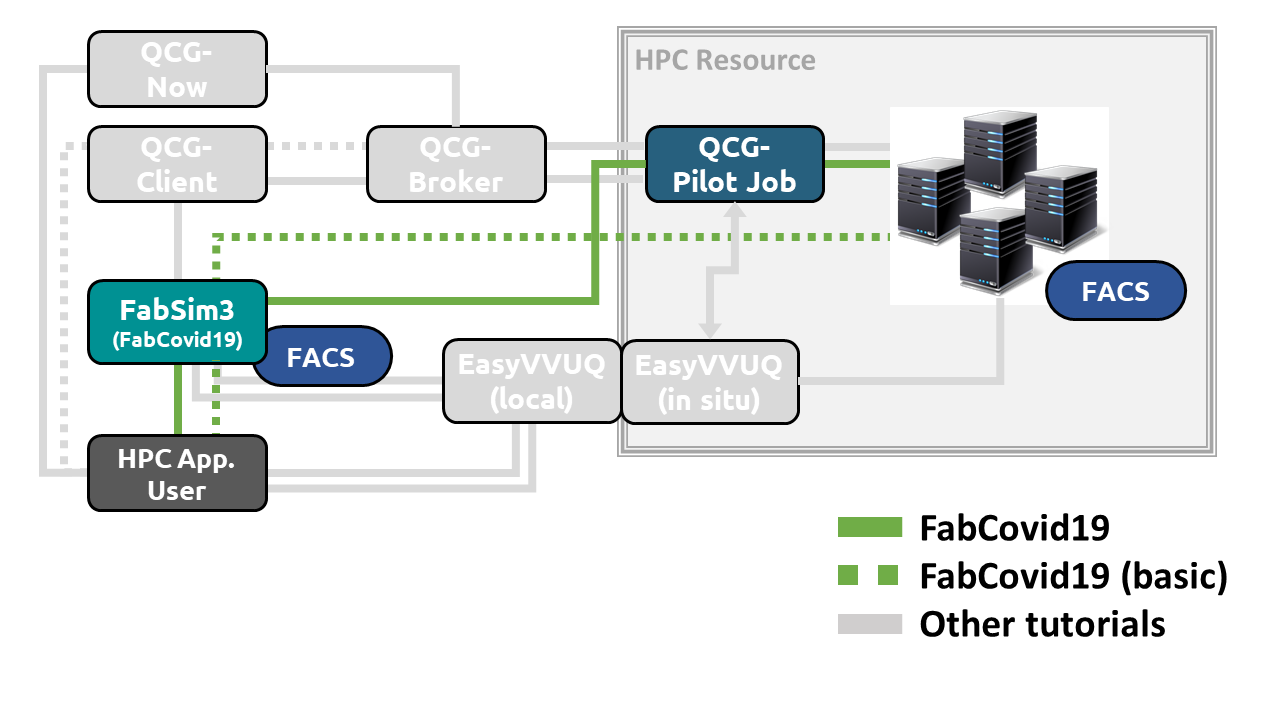 QCG-
Now
HPC Resource
QCG-
Client
QCG-
Broker
QCG-
Pilot Job
FabSim3
(FabCovid19)
FACS
FACS
EasyVVUQ
(local)
EasyVVUQ
(in situ)
HPC App.
User
FabCovid19
FabCovid19 (basic)
Other tutorials